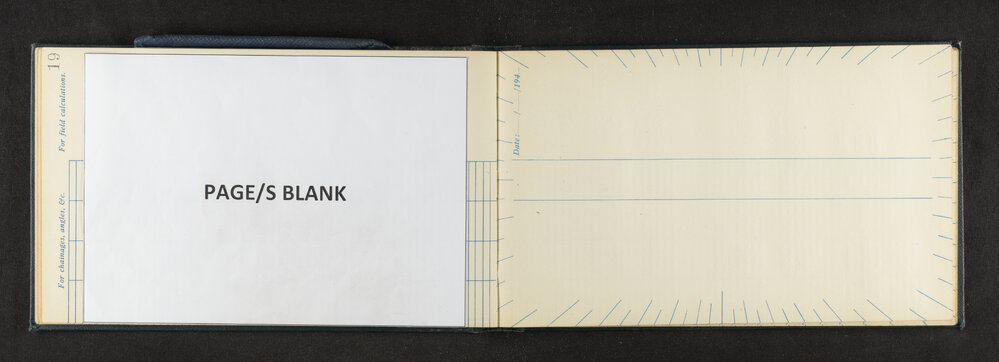 19
For field calculations.
For chainages, angles, &c.
PAGE/S BLANK
Date:....../....../194...